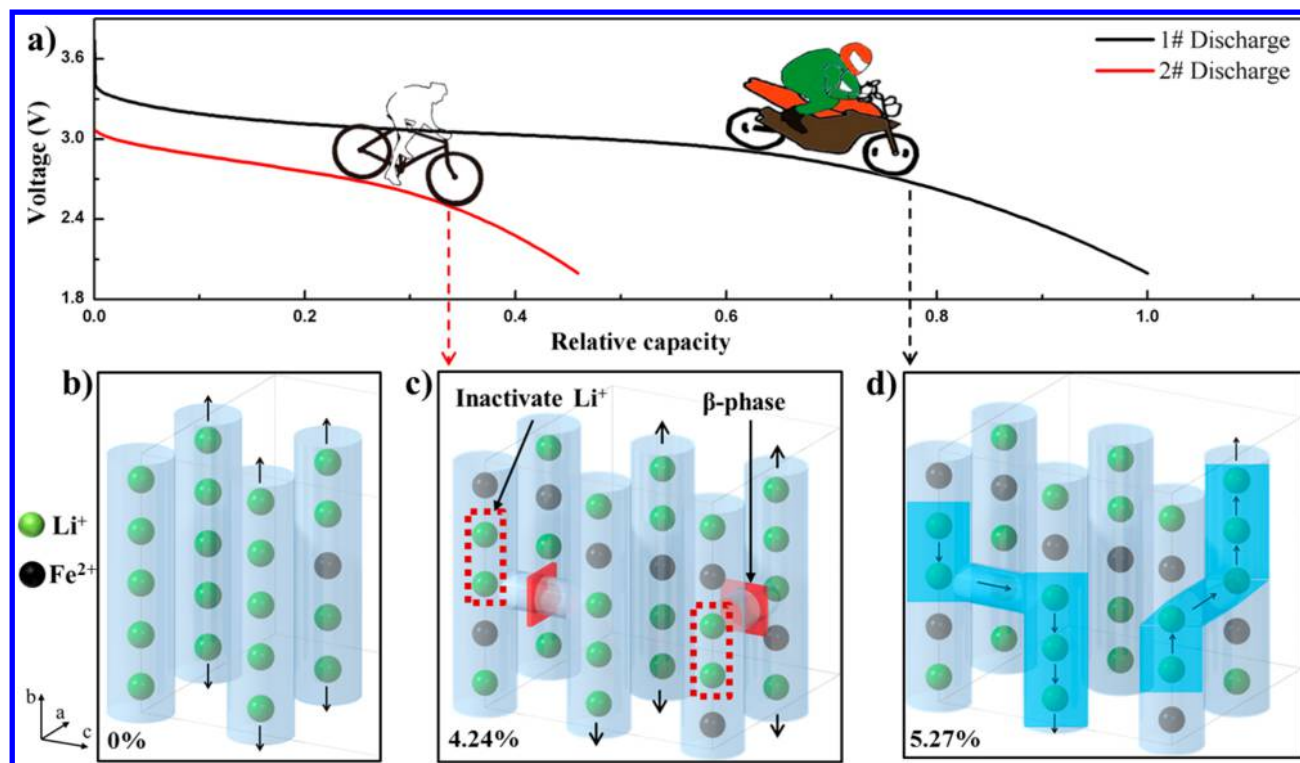 a)
1# Discharge
2# Discharge
Voltage (V)
3.6
3.0
2.4
1.8
0.0 0.2 0.4 0.6 0.8 1.0
Relative capacity
b)
Li⁺
Fe²⁺
b
a
c
0%
c)
Inactivate Li⁺
β-phase
4.24%
d)
5.27%